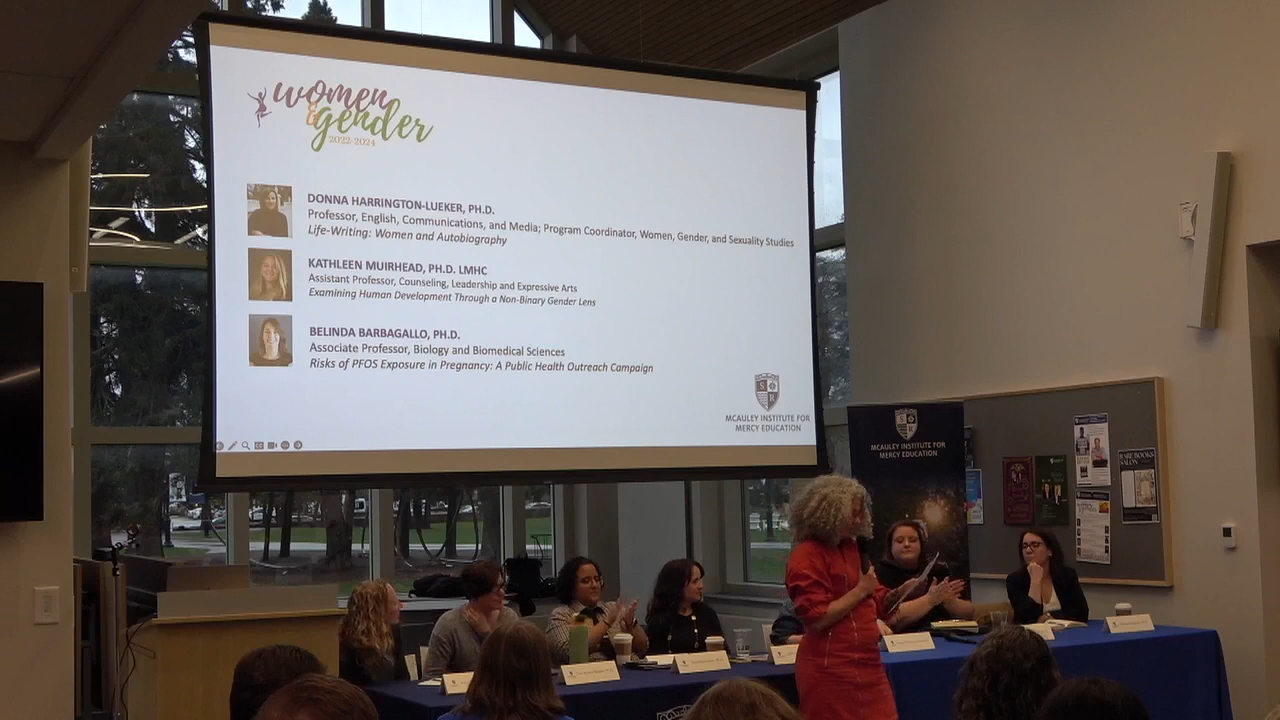 women
& gender
2022-2024
DONNA HARRINGTON-LUEKER, PH.D.
Professor, English, Communications, and Media; Program Coordinator, Women, Gender, and Sexuality Studies
Life-Writing: Women and Autobiography
KATHLEEN MUIRHEAD, PH.D. LMHC
Assistant Professor, Counseling, Leadership and Expressive Arts
Examining Human Development Through a Non-Binary Gender Lens
BELINDA BARBAGALLO, PH.D.
Associate Professor, Biology and Biomedical Sciences
Risks of PFOS Exposure in Pregnancy: A Public Health Outreach Campaign
S R
MCAULEY INSTITUTE FOR
MERCY EDUCATION
MCAULEY INSTITUTE FOR
MERCY EDUCATION
RARE BOOKS
SALON